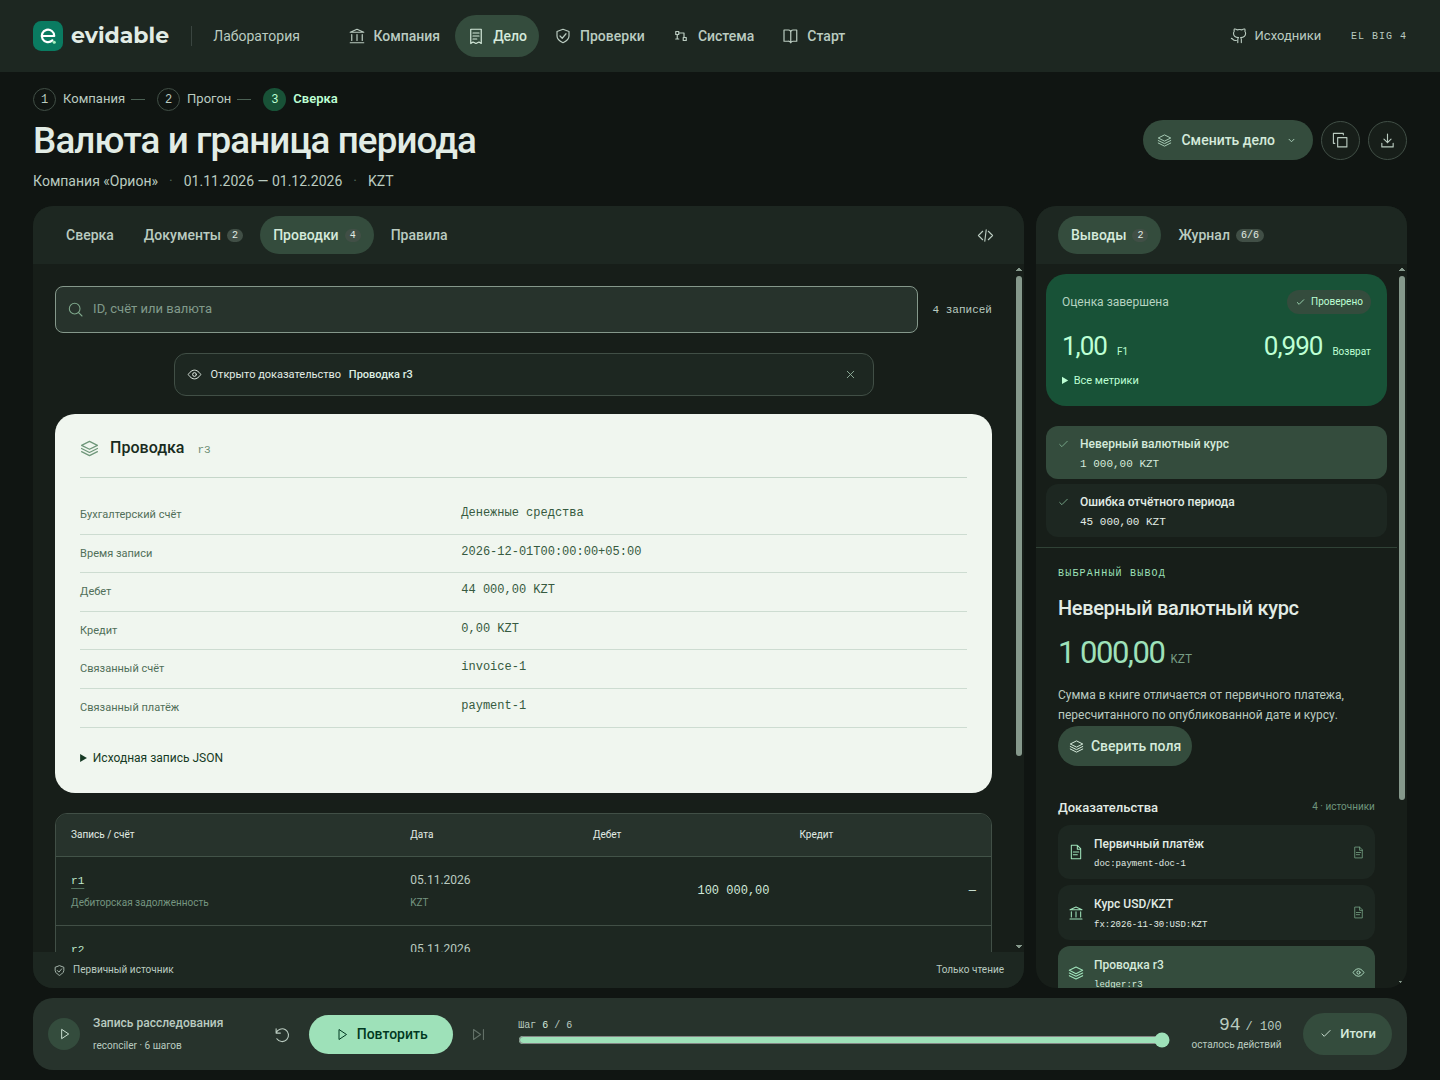 evidable
Лаборатория
Компания
Дело
Проверки
Система
Старт
Исходники
EL BIG 4
1 Компания
2 Прогон
3 Сверка
Валюта и граница периода
Сменить дело
Компания «Орион» · 01.11.2026 — 01.12.2026 · KZT
Сверка
Документы 2
Проводки 4
Правила
ID, счёт или валюта
4 записей
Открыто доказательство Проводка r3
Проводка r3
Бухгалтерский счёт Денежные средства
Время записи 2026-12-01T00:00:00+05:00
Дебет 44 000,00 KZT
Кредит 0,00 KZT
Связанный счёт invoice-1
Связанный платёж payment-1
Исходная запись JSON
Запись / счёт Дата Дебет Кредит
r1 05.11.2026 100 000,00 —
Дебиторская задолженность KZT
r2 05.11.2026
Первичный источник
Только чтение
Выводы 2
Журнал 6/6
Оценка завершена
Проверено
1,00 F1
0,990 Возврат
Все метрики
Неверный валютный курс
1 000,00 KZT
Ошибка отчётного периода
45 000,00 KZT
ВЫБРАННЫЙ ВЫВОД
Неверный валютный курс
1 000,00 KZT
Сумма в книге отличается от первичного платежа,
пересчитанного по опубликованной дате и курсу.
Сверить поля
Доказательства
4 · источники
Первичный платёж
doc:payment-doc-1
Курс USD/KZT
fx:2026-11-30:USD:KZT
Проводка r3
ledger:r3
Запись расследования
reconciler · 6 шагов
Повторить
Шаг 6 / 6
94 / 100
осталось действий
Итоги